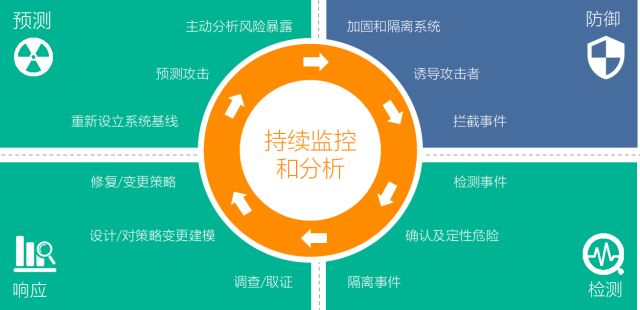 预测
主动分析风险暴露
预测攻击
重新设立系统基线
防御
加固和隔离系统
诱导攻击者
拦截事件
持续监控
和分析
修复/变更策略
设计/对策略变更建模
调查/取证
响应
检测事件
确认及定性危险
隔离事件
检测